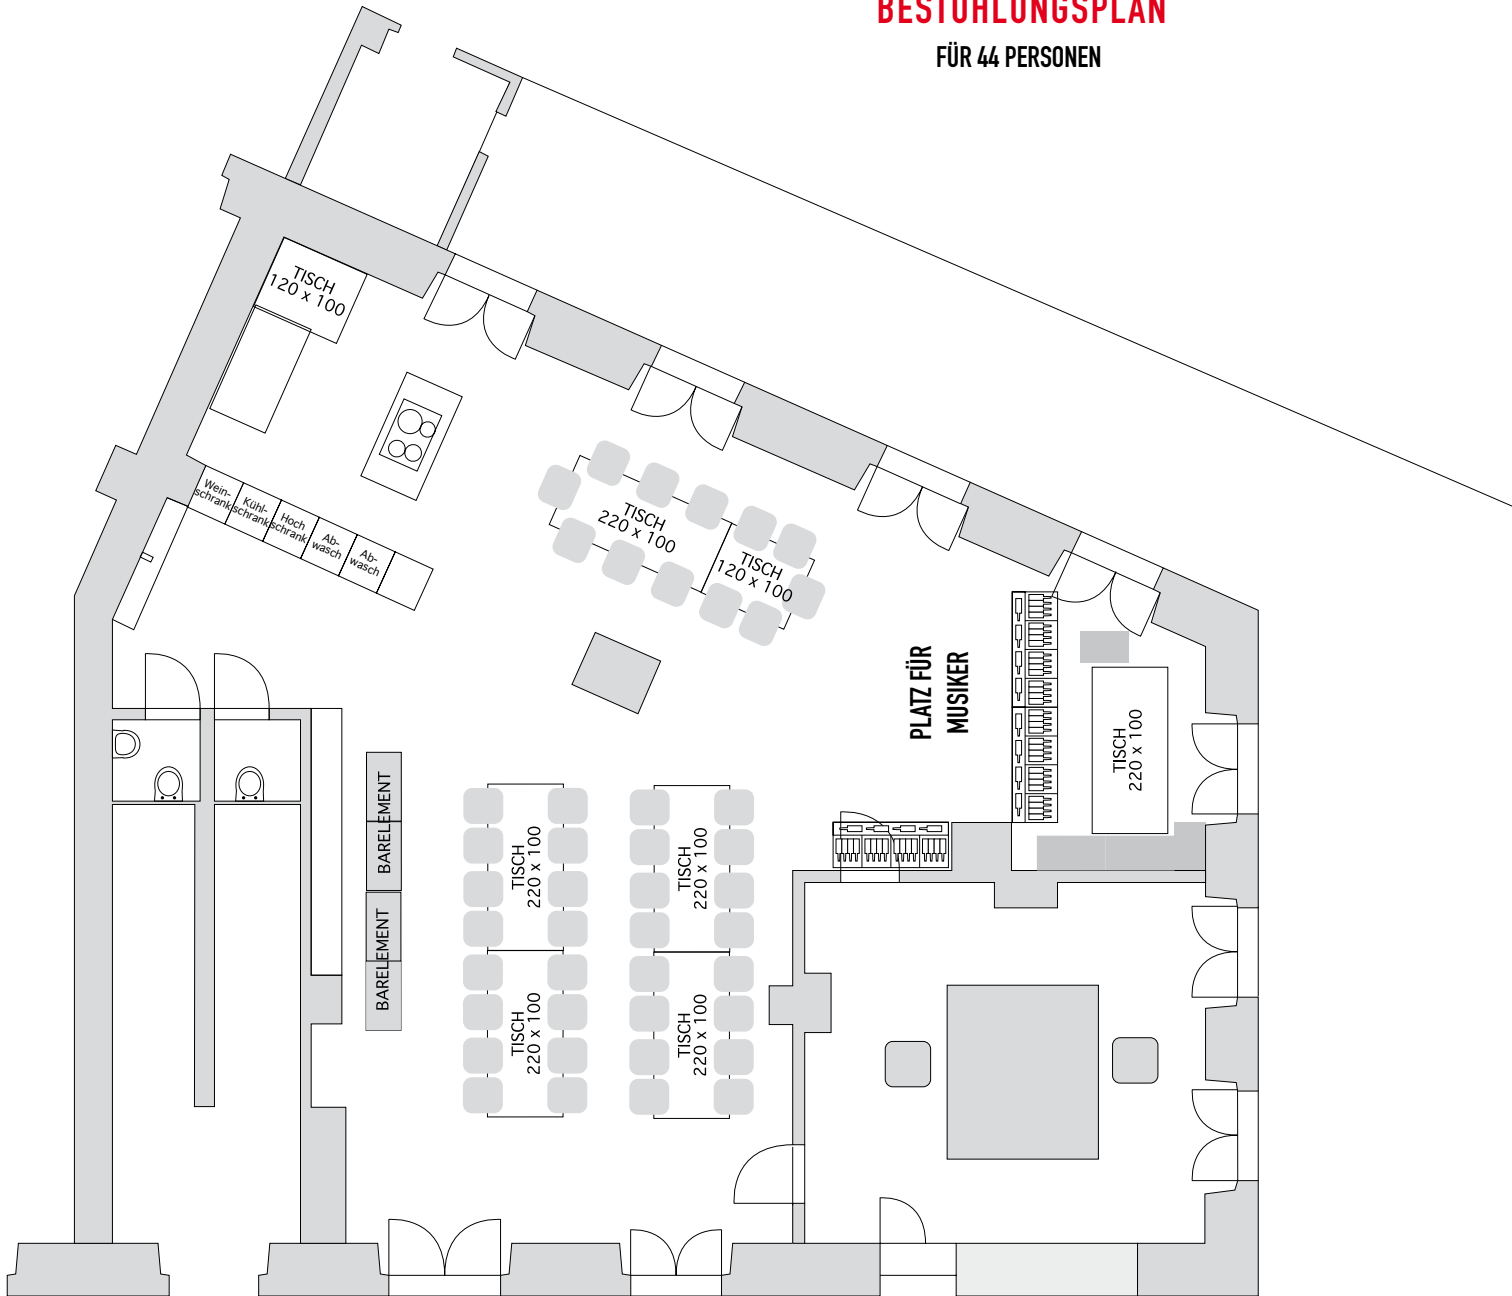 BESTUHLUNGSPLAN
FÜR 44 PERSONEN
TISCH
120 x 100
Wein-
schrank
Kühl-
schrank
Hoch
schrank
Ab-
wasch
Ab-
wasch
TISCH
220 x 100
TISCH
120 x 100
PLATZ FÜR
MUSIKER
TISCH
220 x 100
BARELEMENT
BARELEMENT
TISCH
220 x 100
TISCH
220 x 100
TISCH
220 x 100
TISCH
220 x 100